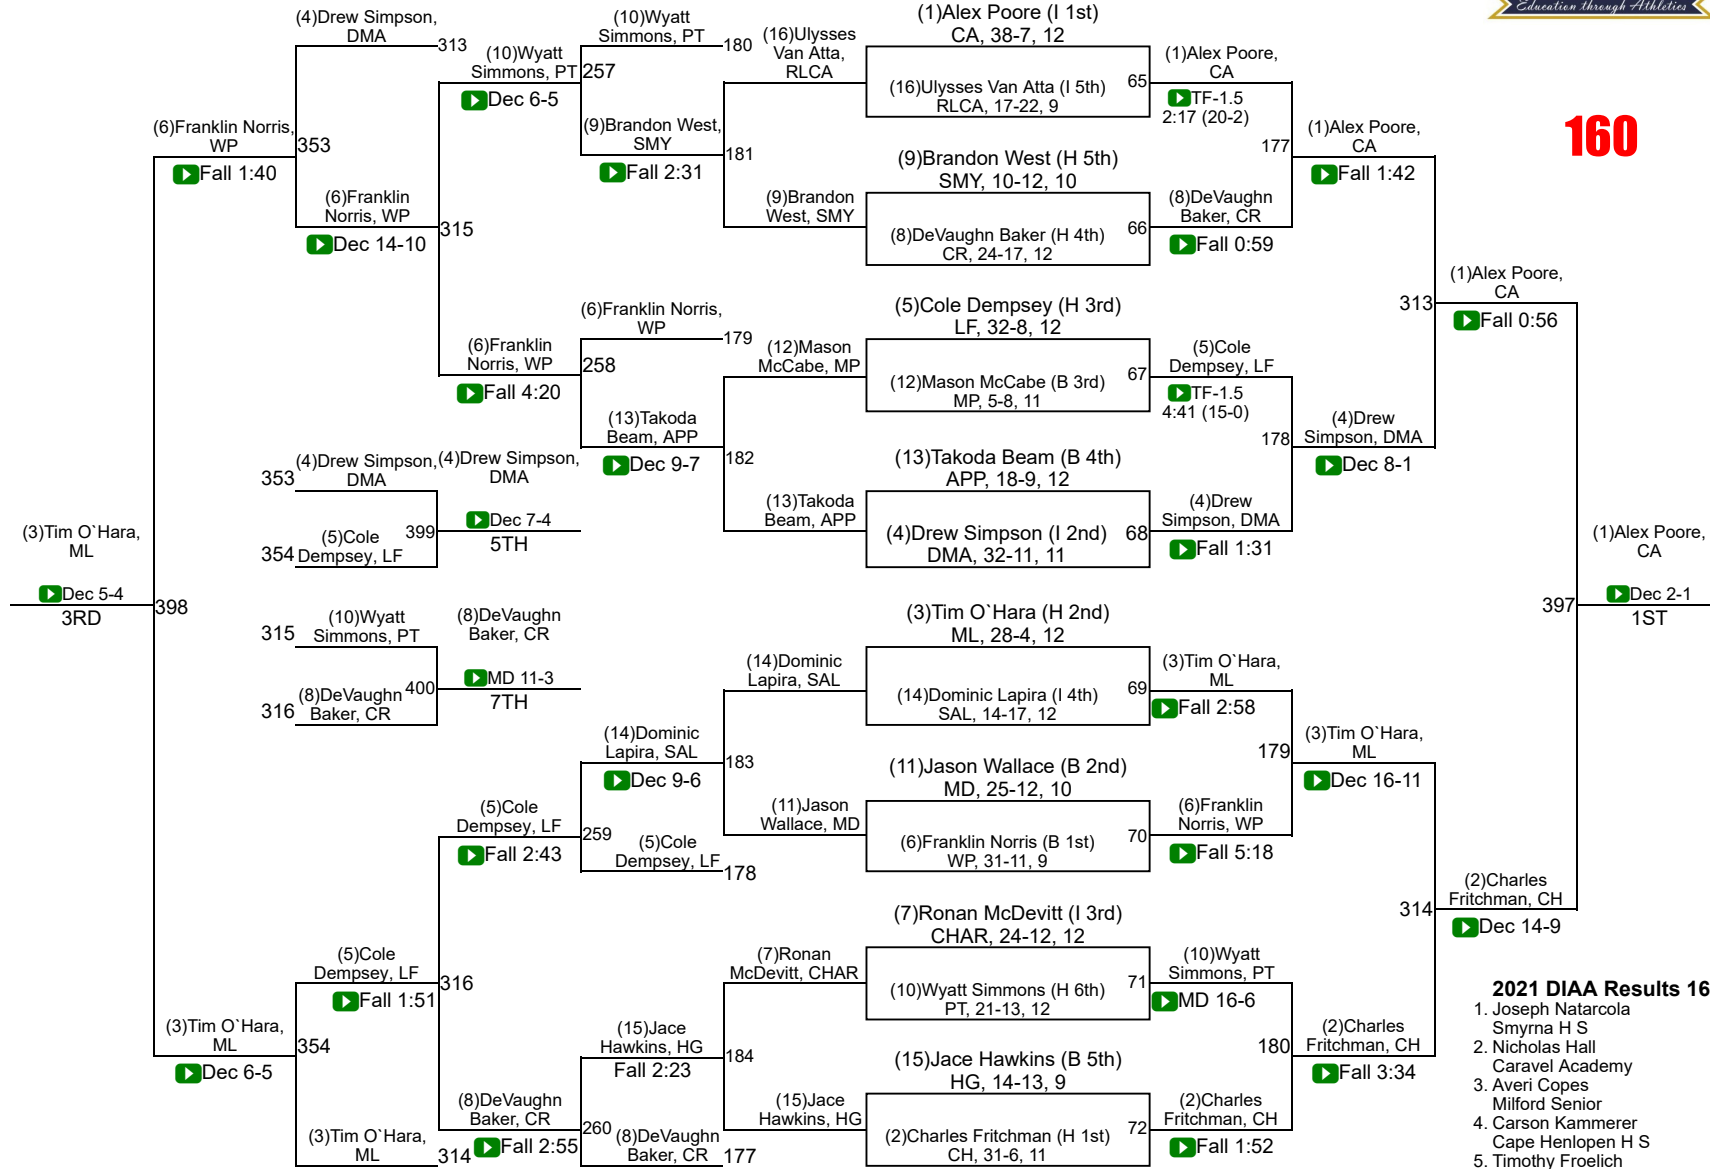 Education through Athletics
160
(4)Drew Simpson,
DMA
313
(10)Wyatt
Simmons, PT
257
Dec 6-5
(10)Wyatt
Simmons, PT
180
(16)Ulysses
Van Atta,
RLCA
(1)Alex Poore (I 1st)
CA, 38-7, 12
(16)Ulysses Van Atta (I 5th)
RLCA, 17-22, 9
65
(1)Alex Poore,
CA
TF-1.5
2:17 (20-2)
(6)Franklin Norris,
WP
353
Fall 1:40
(9)Brandon West,
SMY
181
Fall 2:31
(9)Brandon West (H 5th)
SMY, 10-12, 10
177
(1)Alex Poore,
CA
Fall 1:42
(6)Franklin
Norris, WP
315
Dec 14-10
(9)Brandon
West, SMY
(8)DeVaughn Baker (H 4th)
CR, 24-17, 12
66
(8)DeVaughn
Baker, CR
Fall 0:59
(6)Franklin
Norris, WP
258
Fall 4:20
(6)Franklin Norris,
WP
179
(12)Mason
McCabe, MP
(5)Cole Dempsey (H 3rd)
LF, 32-8, 12
(12)Mason McCabe (B 3rd)
MP, 5-8, 11
67
(5)Cole
Dempsey, LF
TF-1.5
4:41 (15-0)
313
(1)Alex Poore,
CA
Fall 0:56
(13)Takoda
Beam, APP
182
Dec 9-7
(13)Takoda Beam (B 4th)
APP, 18-9, 12
178
(4)Drew
Simpson, DMA
Dec 8-1
353
(4)Drew Simpson,
DMA
(4)Drew Simpson,
DMA
(13)Takoda
Beam, APP
(4)Drew Simpson (I 2nd)
DMA, 32-11, 11
68
(4)Drew
Simpson, DMA
Fall 1:31
354
(5)Cole
Dempsey, LF
399
Dec 7-4
5TH
(3)Tim O`Hara,
ML
Dec 5-4
3RD
398
397
(1)Alex Poore,
CA
Dec 2-1
1ST
315
(10)Wyatt
Simmons, PT
(8)DeVaughn
Baker, CR
400
MD 11-3
7TH
316
(8)DeVaughn
Baker, CR
(14)Dominic
Lapira, SAL
(3)Tim O`Hara (H 2nd)
ML, 28-4, 12
(14)Dominic Lapira (I 4th)
SAL, 14-17, 12
69
(3)Tim O`Hara,
ML
Fall 2:58
(14)Dominic
Lapira, SAL
183
Dec 9-6
(11)Jason Wallace (B 2nd)
MD, 25-12, 10
179
(3)Tim O`Hara,
ML
Dec 16-11
(5)Cole
Dempsey, LF
259
Fall 2:43
(5)Cole
Dempsey, LF
178
(11)Jason
Wallace, MD
(6)Franklin Norris (B 1st)
WP, 31-11, 9
70
(6)Franklin
Norris, WP
Fall 5:18
(7)Ronan
McDevitt, CHAR
(7)Ronan McDevitt (I 3rd)
CHAR, 24-12, 12
(10)Wyatt Simmons (H 6th)
PT, 21-13, 12
71
(10)Wyatt
Simmons, PT
MD 16-6
314
(2)Charles
Fritchman, CH
Dec 14-9
(5)Cole
Dempsey, LF
316
Fall 1:51
(3)Tim O`Hara,
ML
354
Dec 6-5
(15)Jace
Hawkins, HG
184
Fall 2:23
(15)Jace Hawkins (B 5th)
HG, 14-13, 9
180
(2)Charles
Fritchman, CH
Fall 3:34
(8)DeVaughn
Baker, CR
260
Fall 2:55
(15)Jace
Hawkins, HG
(2)Charles Fritchman (H 1st)
CH, 31-6, 11
72
(2)Charles
Fritchman, CH
Fall 1:52
(3)Tim O`Hara,
ML
314
(8)DeVaughn
Baker, CR
177
2021 DIAA Results 16
1. Joseph Natarcola
Smyrna H S
2. Nicholas Hall
Caravel Academy
3. Averi Copes
Milford Senior
4. Carson Kammerer
Cape Henlopen H S
5. Timothy Froelich